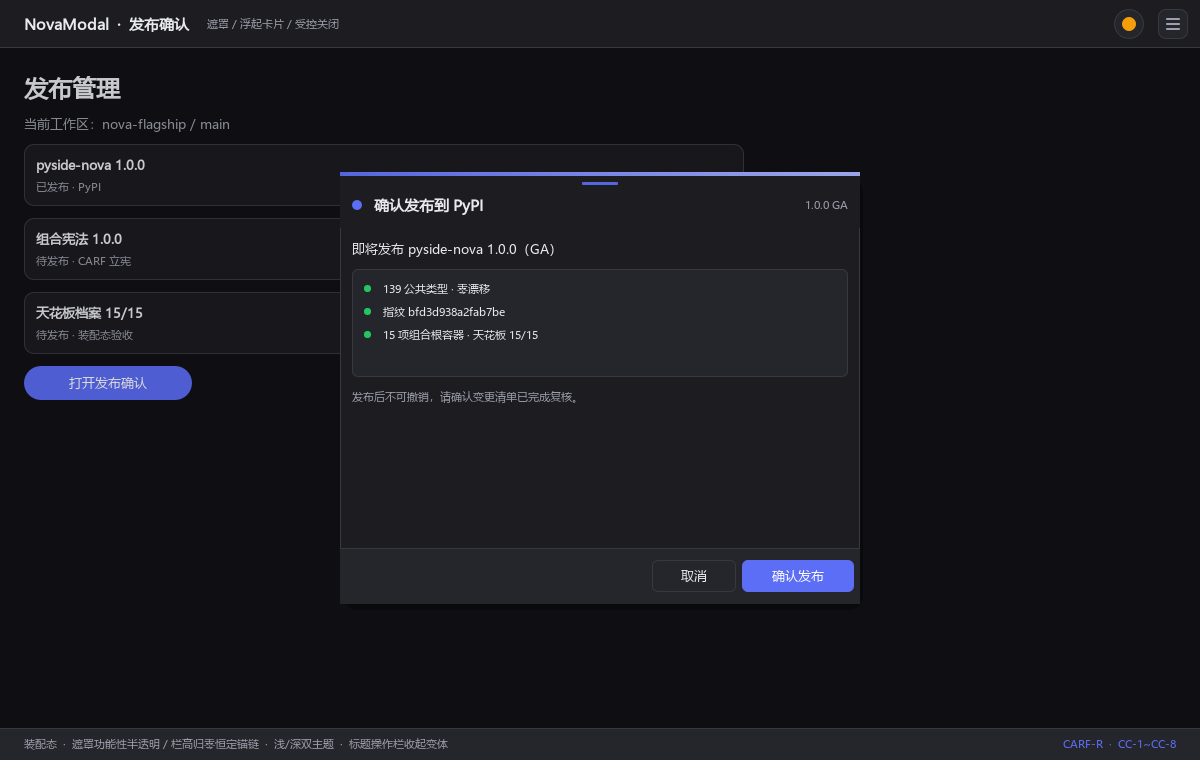 NovaModal · 发布确认 遮罩 / 浮起卡片 / 受控关闭
发布管理
当前工作区：nova-flagship / main
pyside-nova 1.0.0
已发布 · PyPI
组合宪法 1.0.0
待发布 · CARF 立宪
天花板档案 15/15
待发布 · 装配态验收
打开发布确认
确认发布到 PyPI 1.0.0 GA
即将发布 pyside-nova 1.0.0（GA）
139 公共类型 · 零漂移
指纹 bfd3d938a2fab7be
15 项组合根容器 · 天花板 15/15
发布后不可撤销，请确认变更清单已完成复核。
取消 确认发布
装配态 · 遮罩功能性半透明 / 栏高归零恒定锚链 · 浅/深双主题 · 标题操作栏收起变体 CARF-R · CC-1~CC-8